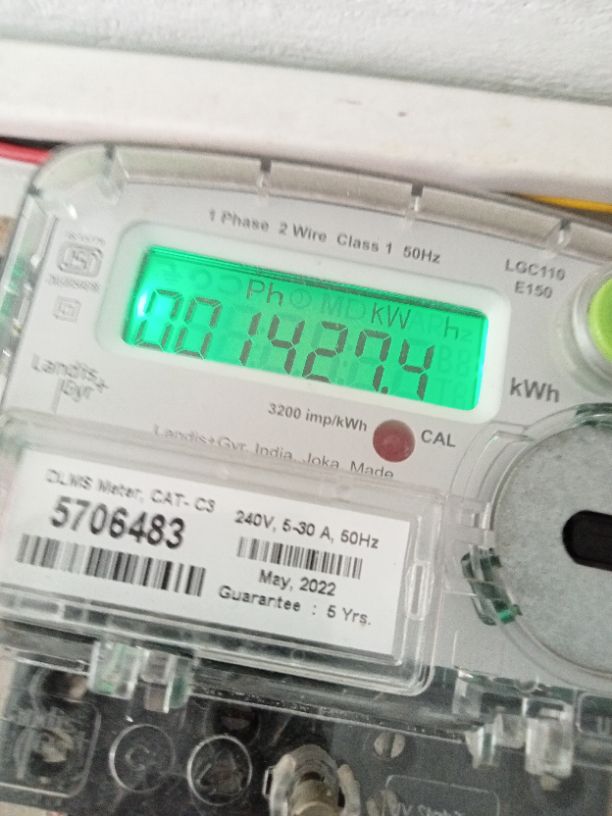 1 Phase 2 Wire Class 1 50Hz
LGC110
E150
Ph MD kW h
001427.4
kWh
Landis
Gyr+
3200 imp/kWh
CAL
Landis+Gyr, India, Joka, Made
DLMS Meter, CAT- C3
5706483
240V, 5-30 A, 50Hz
May, 2022
Guarantee : 5 Yrs.